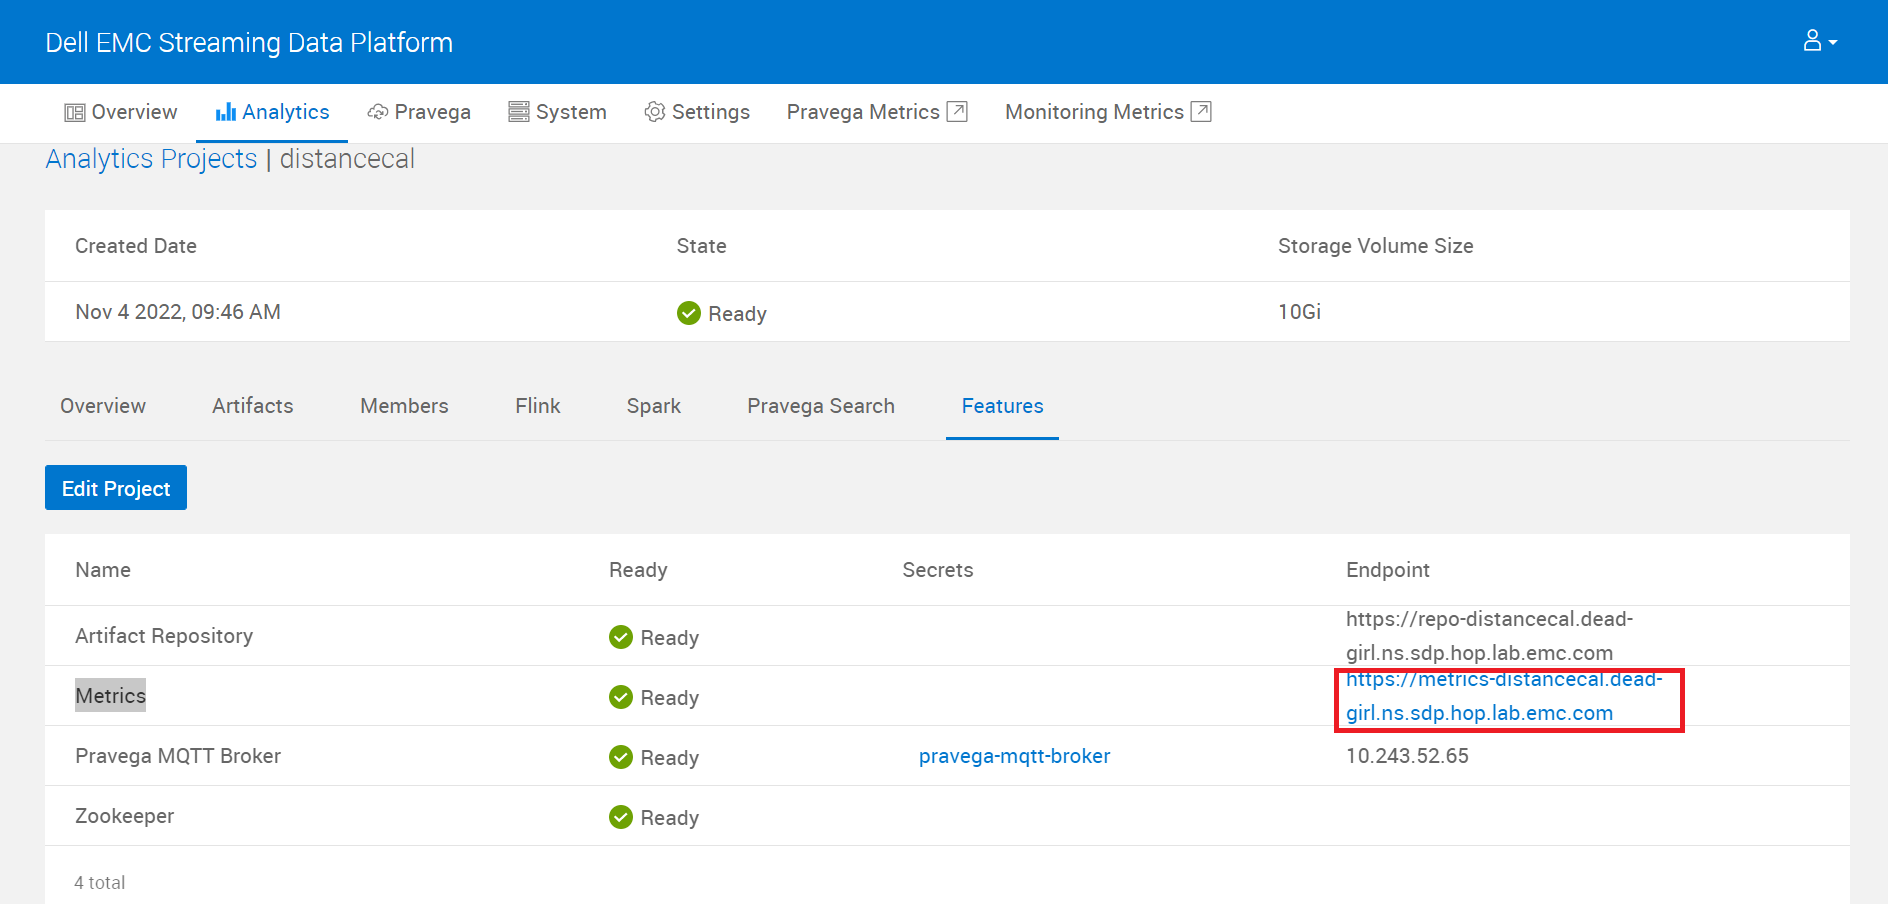 Dell EMC Streaming Data Platform
Overview Analytics Pravega System Settings Pravega Metrics Monitoring Metrics
Analytics Projects | distancecal
Created Date State Storage Volume Size
Nov 4 2022, 09:46 AM Ready 10Gi
Overview Artifacts Members Flink Spark Pravega Search Features
Edit Project
Name Ready Secrets Endpoint
Artifact Repository Ready https://repo-distancecal.dead-
girl.ns.sdp.hop.lab.emc.com
Metrics Ready https://metrics-distancecal.dead-
girl.ns.sdp.hop.lab.emc.com
Pravega MQTT Broker Ready pravega-mqtt-broker 10.243.52.65
Zookeeper Ready
4 total